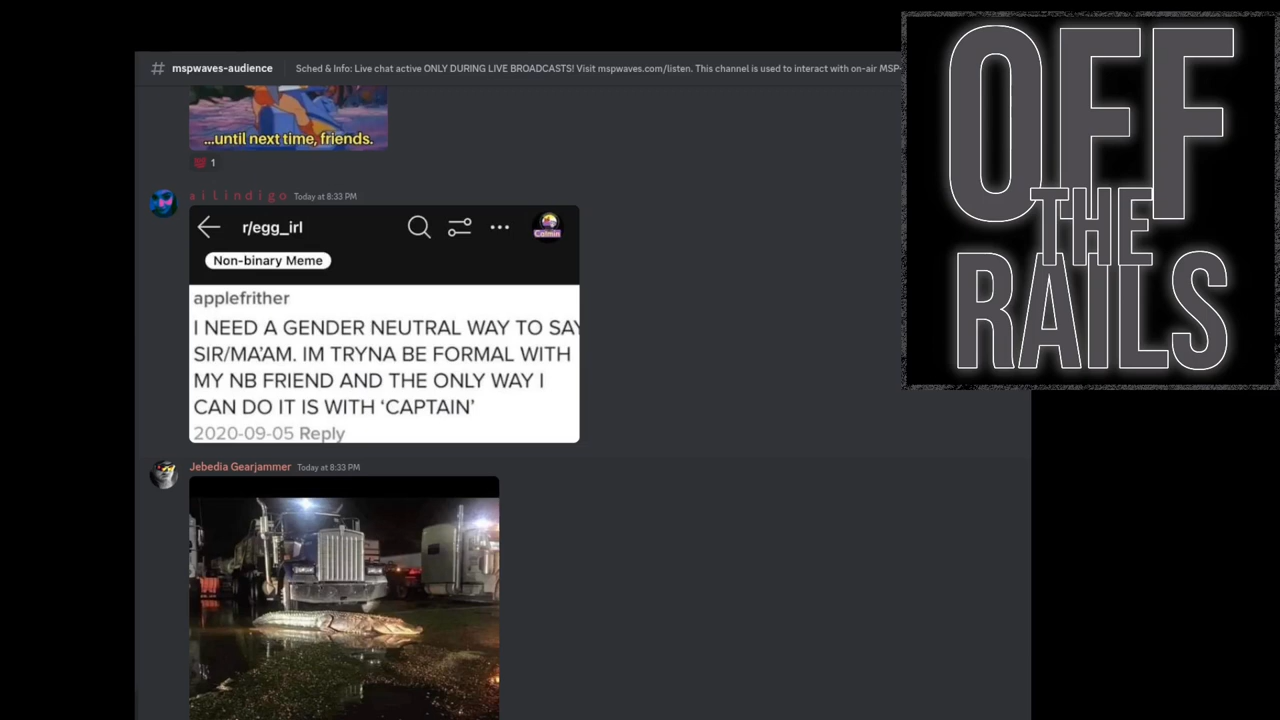 # mspwaves-audience
Sched & Info: Live chat active ONLY DURING LIVE BROADCASTS! Visit mspwaves.com/listen. This channel is used to interact with on-air MSP-
OFF
THE
RAILS
...until next time, friends.
1
a i l i n d i g o Today at 8:33 PM
r/egg_irl
Calmin
Non-binary Meme
applefrither
I NEED A GENDER NEUTRAL WAY TO SAY
SIR/MA'AM. IM TRYNA BE FORMAL WITH
MY NB FRIEND AND THE ONLY WAY I
CAN DO IT IS WITH ‘CAPTAIN’
2020-09-05 Reply
Jebedia Gearjammer Today at 8:33 PM